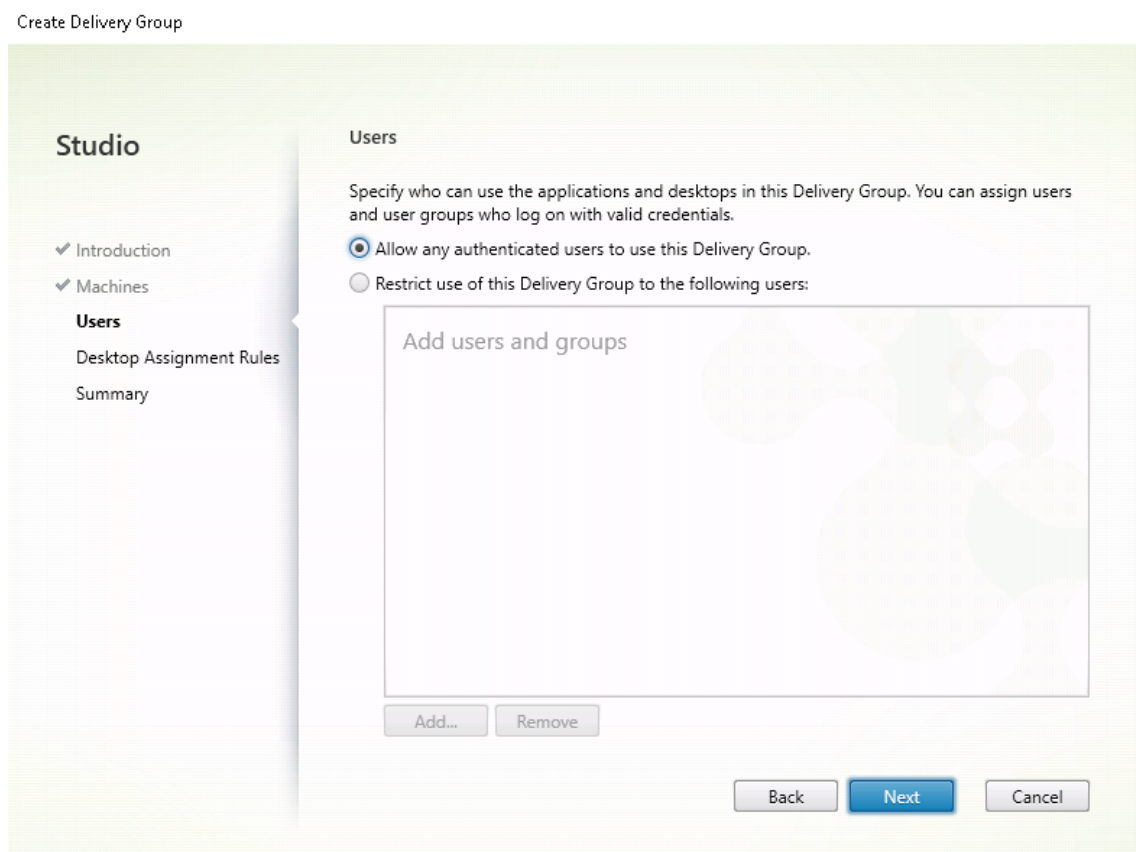 Create Delivery Group
Studio
Introduction
Machines
Users
Desktop Assignment Rules
Summary
Users
Specify who can use the applications and desktops in this Delivery Group. You can assign users
and user groups who log on with valid credentials.
Allow any authenticated users to use this Delivery Group.
Restrict use of this Delivery Group to the following users:
Add users and groups
Add...
Remove
Back
Next
Cancel